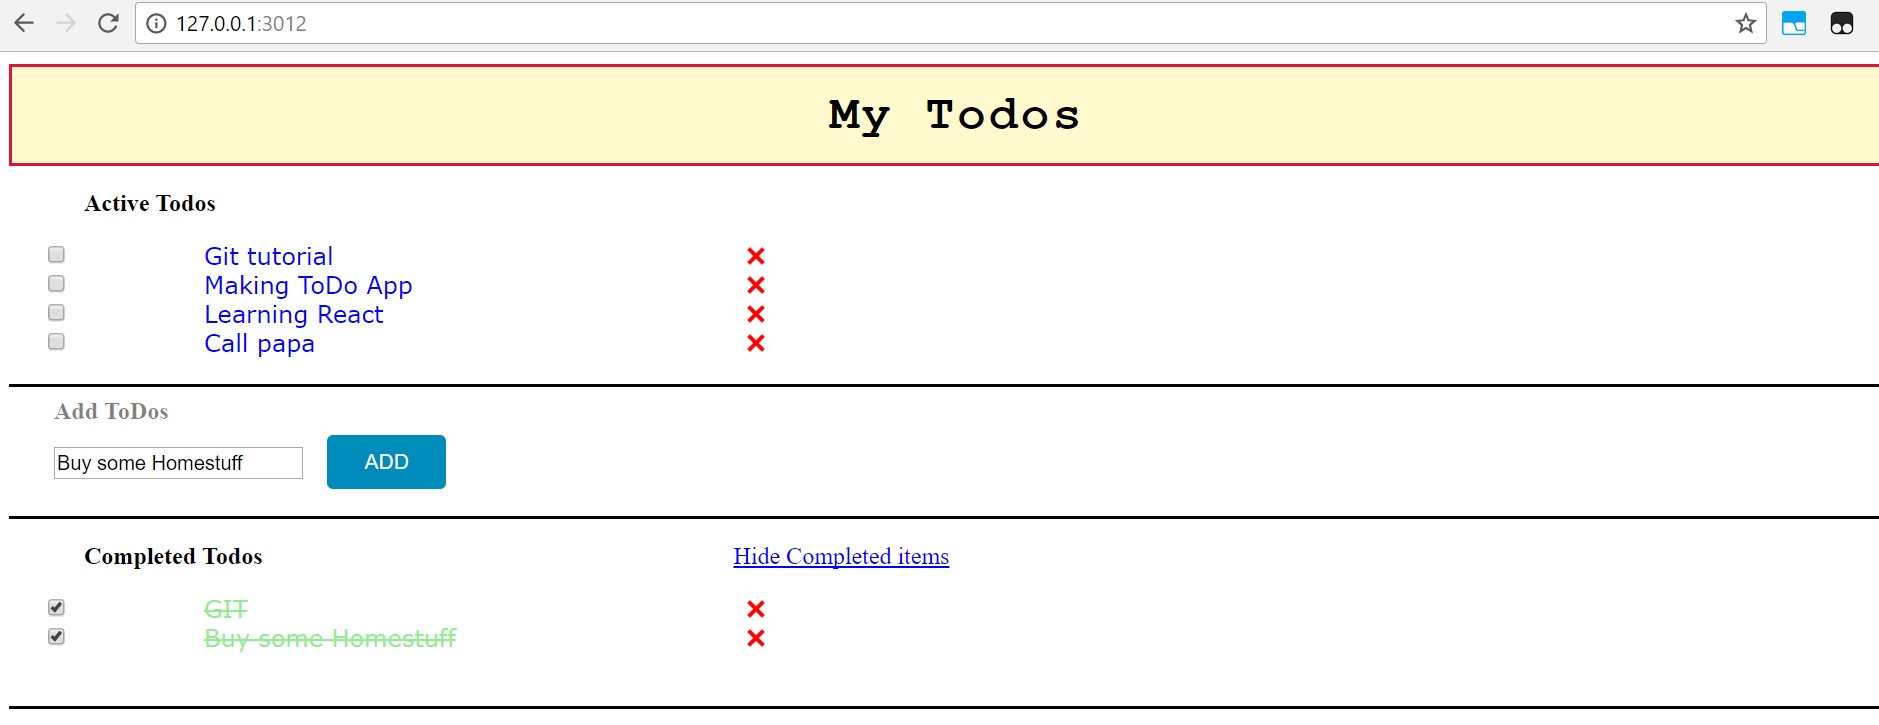 127.0.0.1:3012
My Todos
Active Todos
Git tutorial
Making ToDo App
Learning React
Call papa
Add ToDos
Buy some Homestuff ADD
Completed Todos Hide Completed items
GIT
Buy some Homestuff